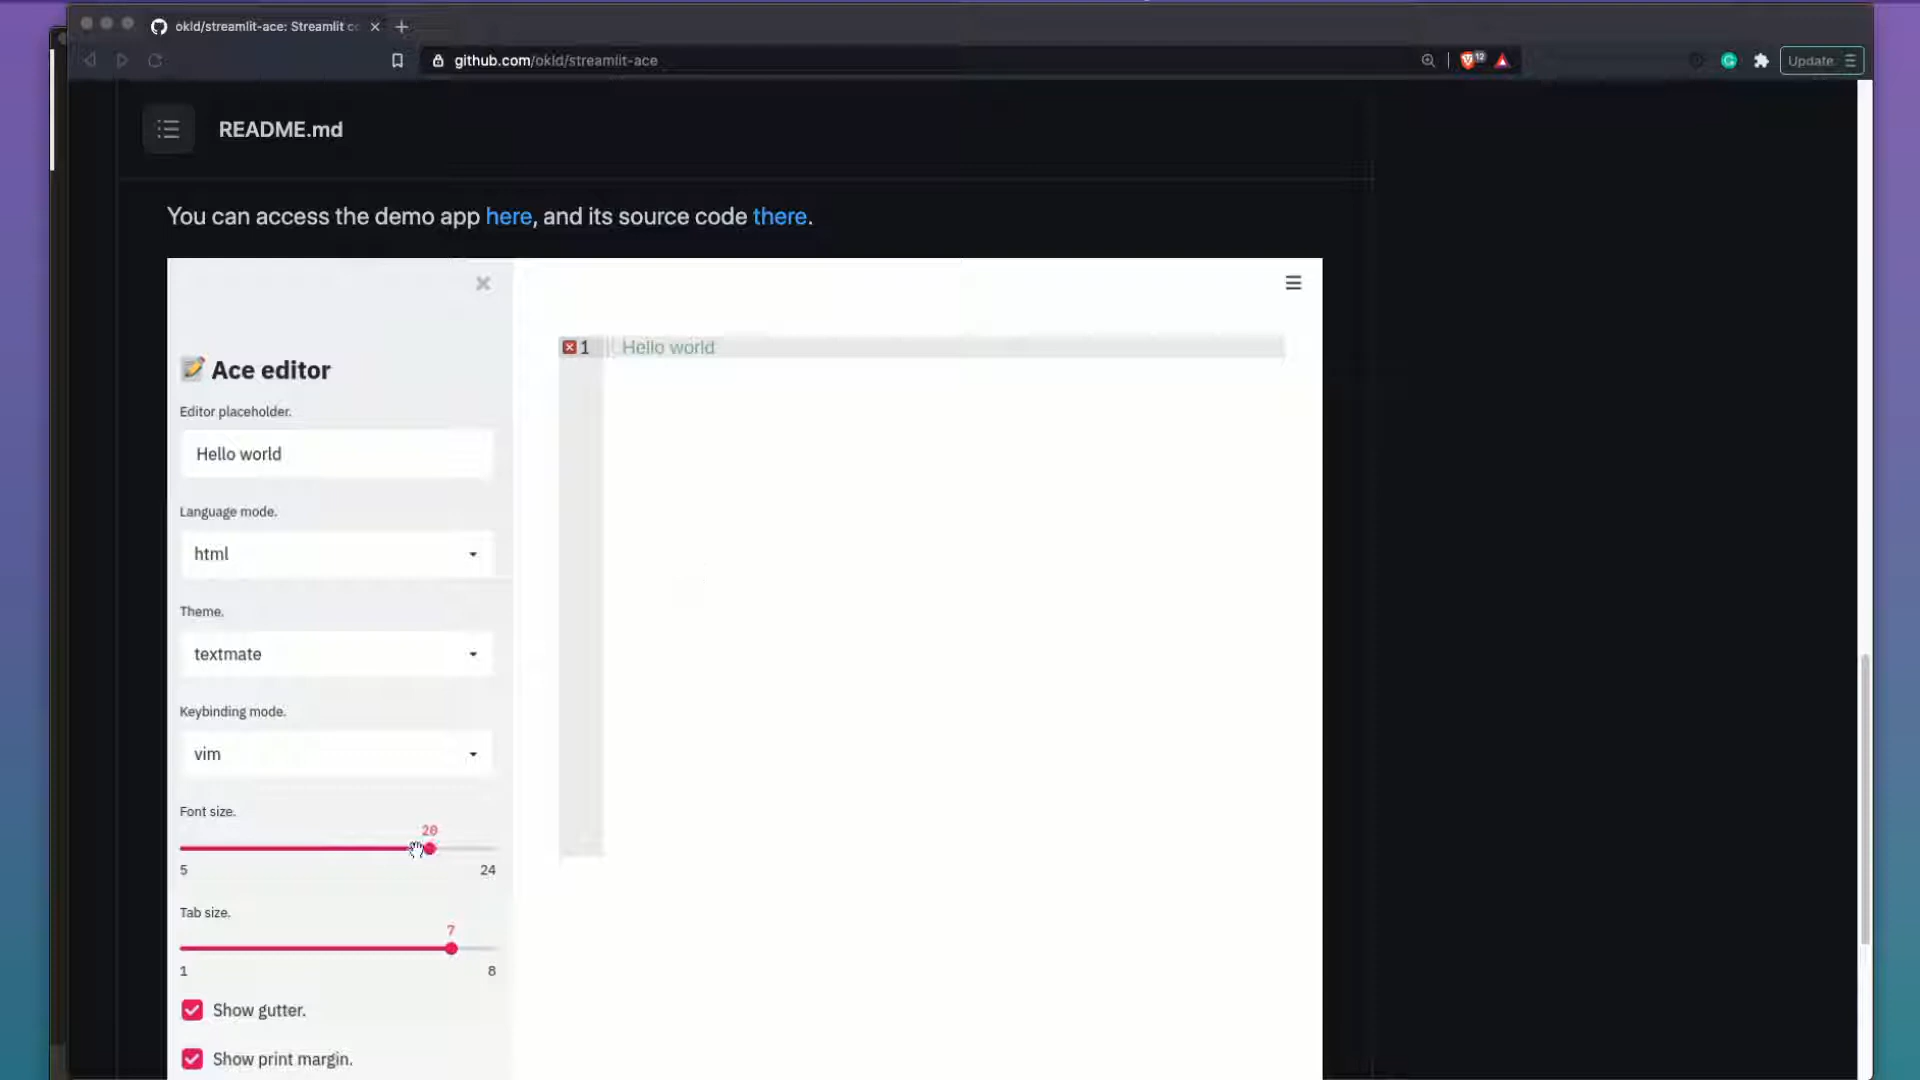 okld/streamlit-ace: Streamlit co
github.com/okld/streamlit-ace
12
Update
README.md
You can access the demo app here, and its source code there.
Ace editor
Editor placeholder.
Hello world
Language mode.
html
Theme.
textmate
Keybinding mode.
vim
Font size.
20
5 24
Tab size.
7
1 8
Show gutter.
Show print margin.
1 Hello world